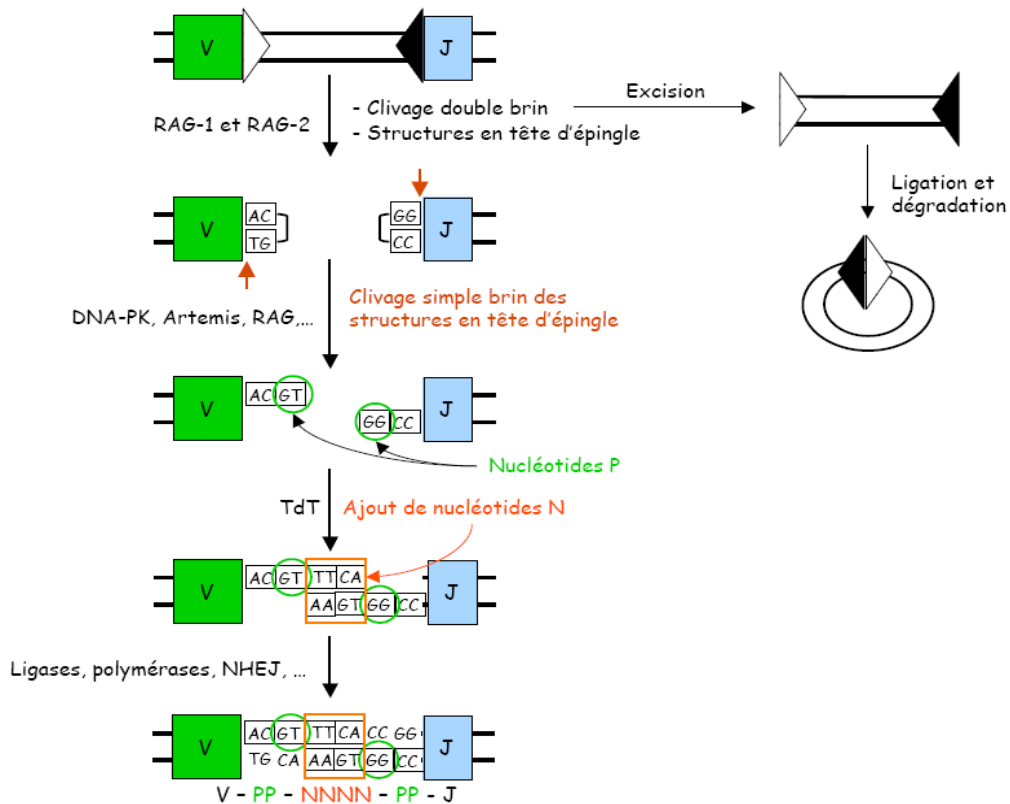 V
J
RAG-1 et RAG-2
- Clivage double brin
- Structures en tête d'épingle
Excision
Ligation et
dégradation
V
AC
TG
GG
CC
J
DNA-PK, Artemis, RAG,...
Clivage simple brin des
structures en tête d'épingle
V
AC GT
GG CC
J
Nucléotides P
TdT
Ajout de nucléotides N
V
AC GT TT CA
AA GT GG CC
J
Ligases, polymérases, NHEJ, ...
V
AC GT TT CA CC GG
TG CA AA GT GG CC
J
V - PP - NNNN - PP - J